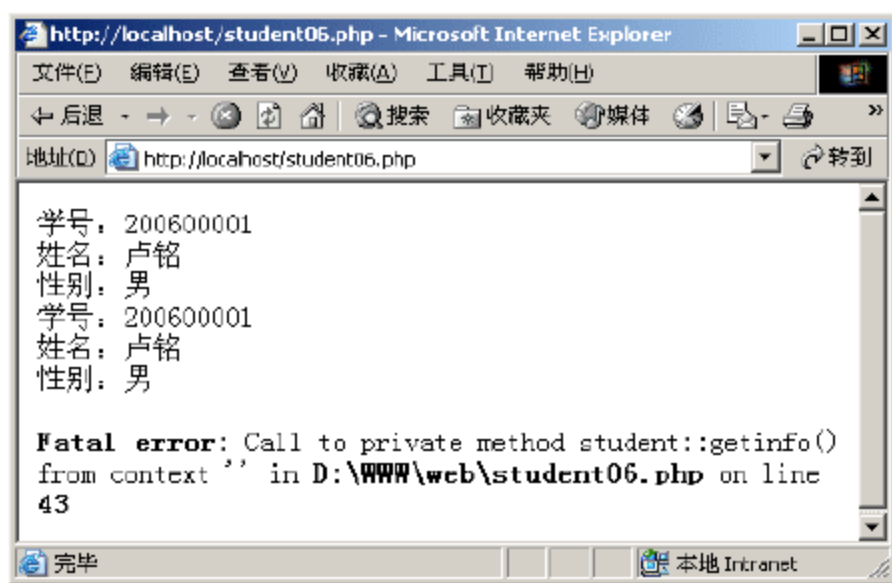 http://localhost/student06.php - Microsoft Internet Explorer
文件(F) 编辑(E) 查看(V) 收藏(A) 工具(T) 帮助(H)
后退 搜索 收藏夹 媒体 »
地址(D) http://localhost/student06.php 转到
学号：200600001
姓名：卢铭
性别：男
学号：200600001
姓名：卢铭
性别：男
Fatal error: Call to private method student::getinfo()
from context '' in D:\WWW\web\student06.php on line
43
完毕 本地 Intranet